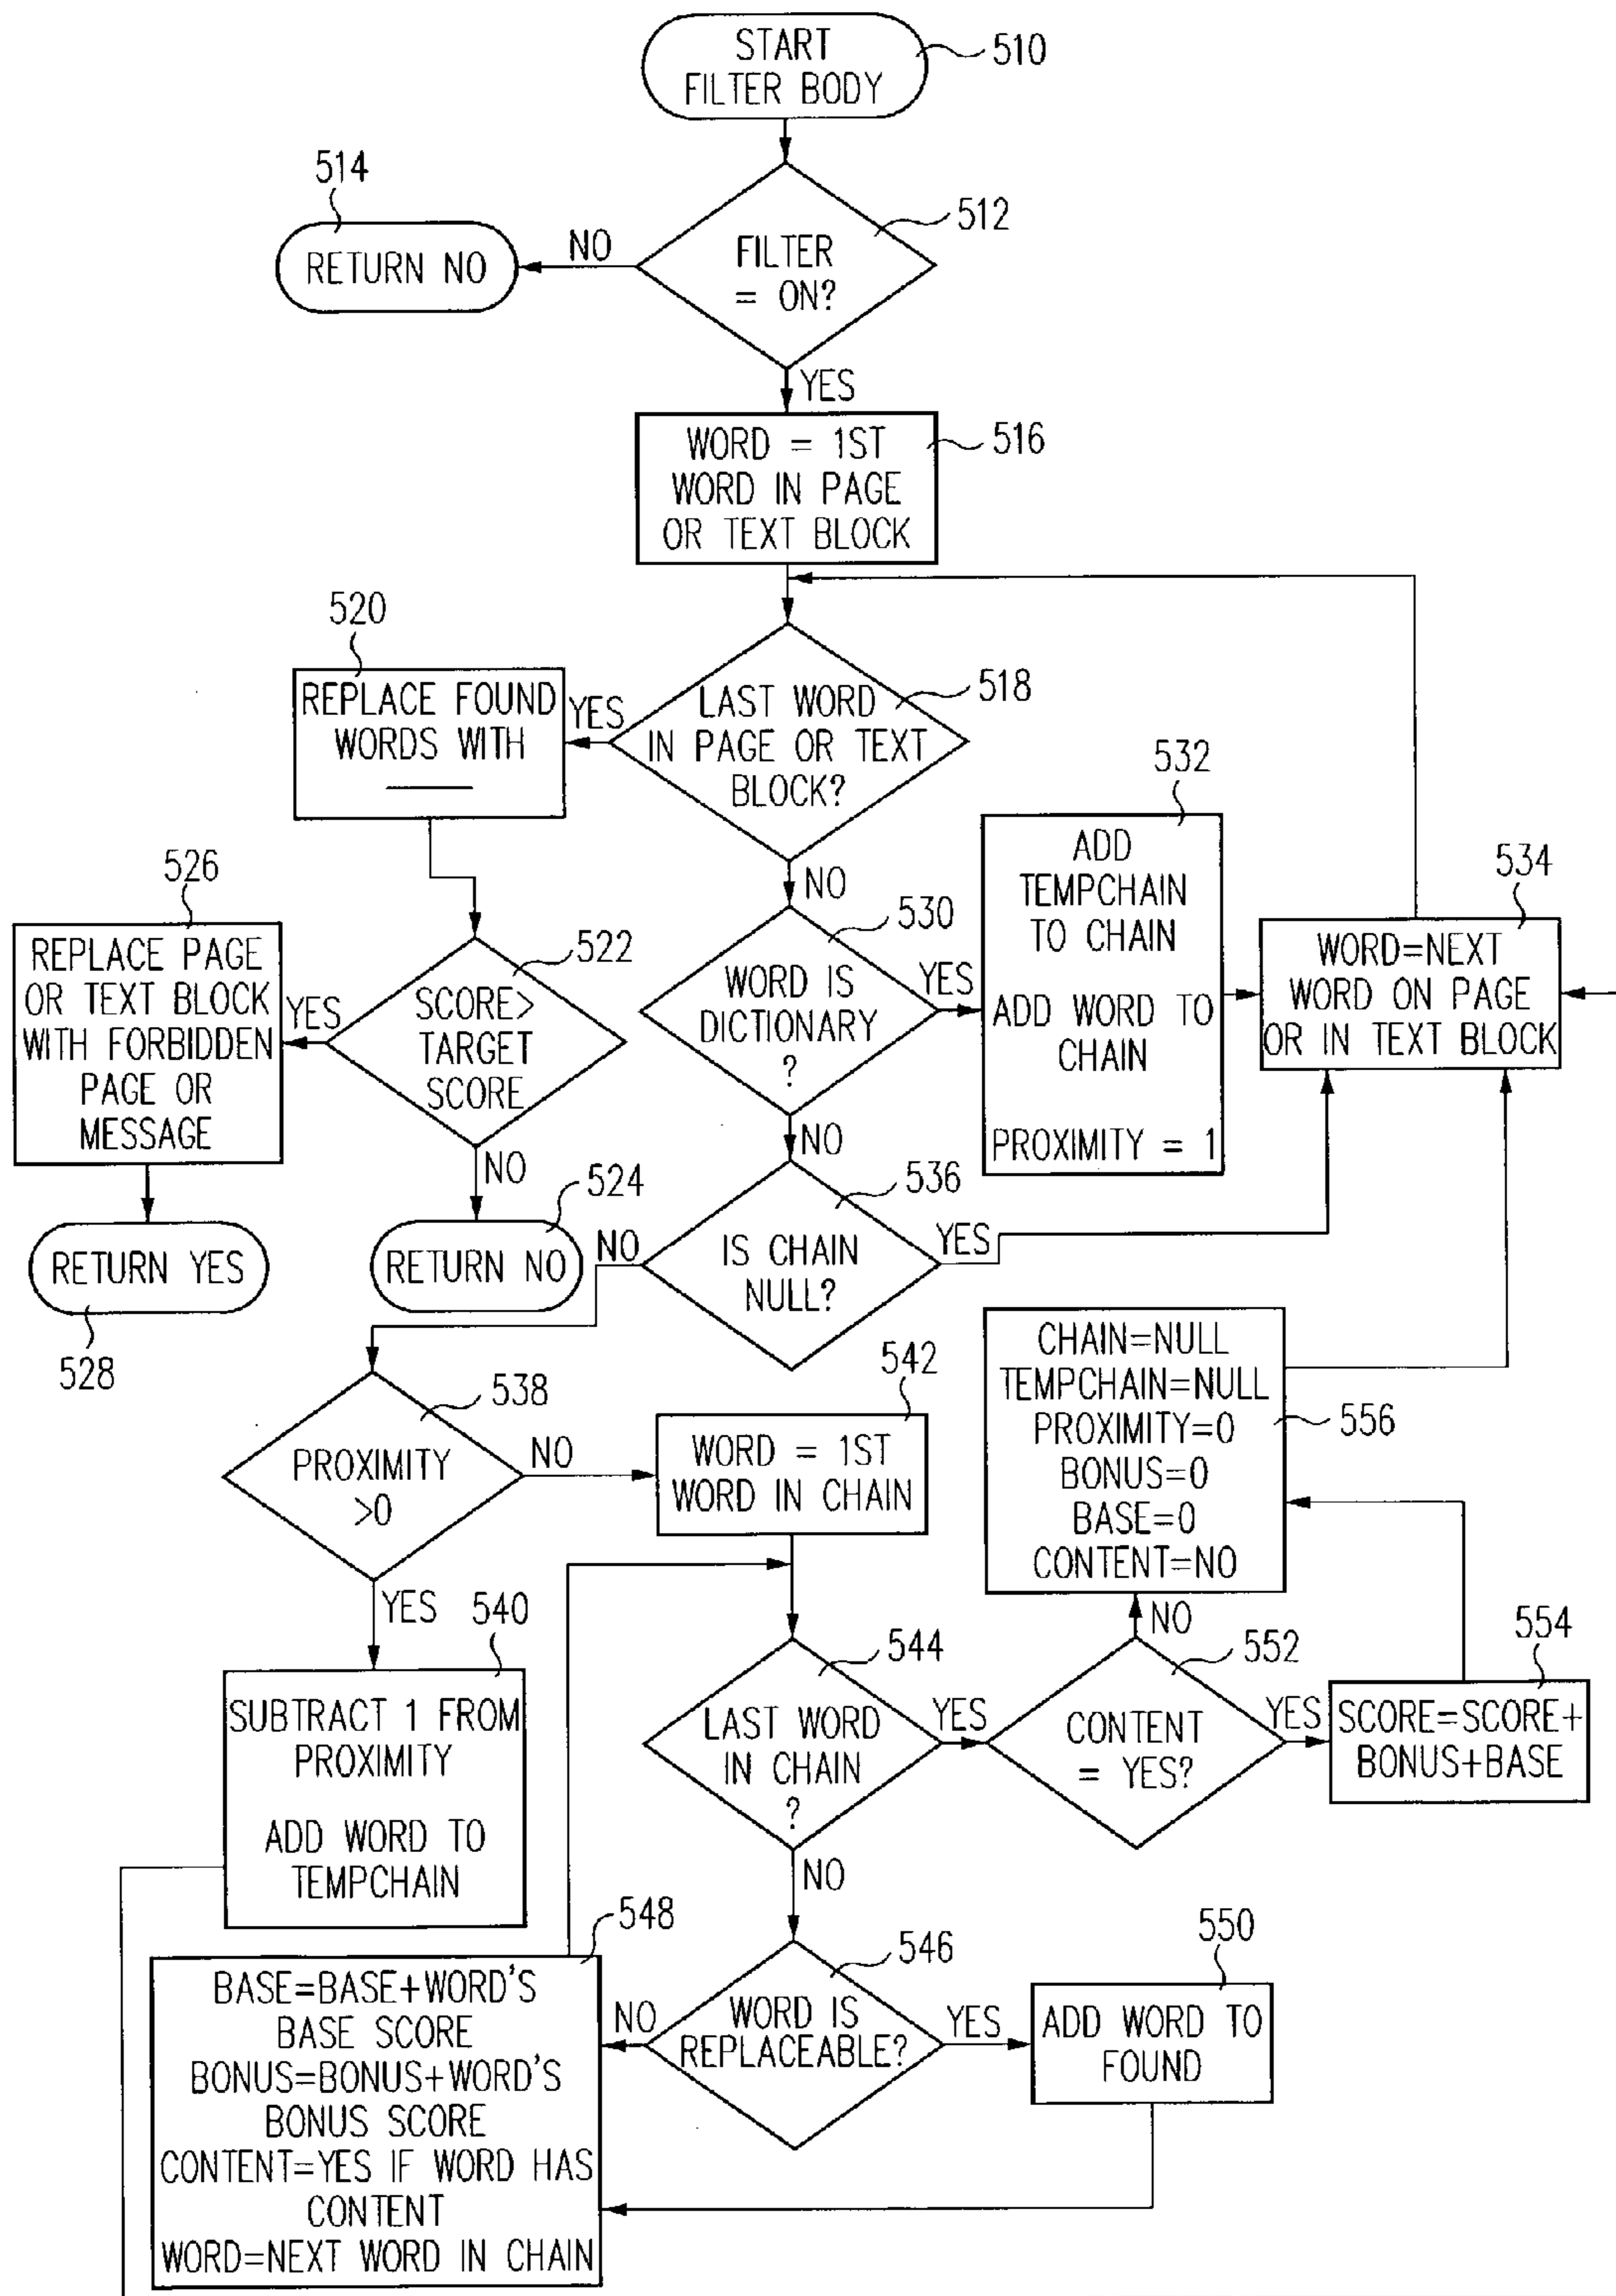 START
FILTER BODY
510
514
512
RETURN NO
NO
FILTER
= ON?
YES
WORD = 1ST
WORD IN PAGE
OR TEXT BLOCK
516
520
REPLACE FOUND
WORDS WITH
YES
LAST WORD
IN PAGE OR TEXT
BLOCK?
518
532
NO
ADD
TEMPCHAIN
TO CHAIN
ADD WORD TO
CHAIN
PROXIMITY = 1
534
WORD=NEXT
WORD ON PAGE
OR IN TEXT BLOCK
526
REPLACE PAGE
OR TEXT BLOCK
WITH FORBIDDEN
PAGE OR
MESSAGE
YES
522
SCORE>
TARGET
SCORE
530
WORD IS
DICTIONARY
?
YES
NO
NO
524
536
RETURN YES
528
RETURN NO
NO
IS CHAIN
NULL?
YES
538
PROXIMITY
>0
NO
542
WORD = 1ST
WORD IN CHAIN
CHAIN=NULL
TEMPCHAIN=NULL
PROXIMITY=0
BONUS=0
BASE=0
CONTENT=NO
556
YES
540
SUBTRACT 1 FROM
PROXIMITY
ADD WORD TO
TEMPCHAIN
544
LAST WORD
IN CHAIN
?
YES
NO
552
CONTENT
= YES?
YES
554
SCORE=SCORE+
BONUS+BASE
NO
548
BASE=BASE+WORD'S
BASE SCORE
BONUS=BONUS+WORD'S
BONUS SCORE
CONTENT=YES IF WORD HAS
CONTENT
WORD=NEXT WORD IN CHAIN
NO
546
WORD IS
REPLACEABLE?
YES
550
ADD WORD TO
FOUND